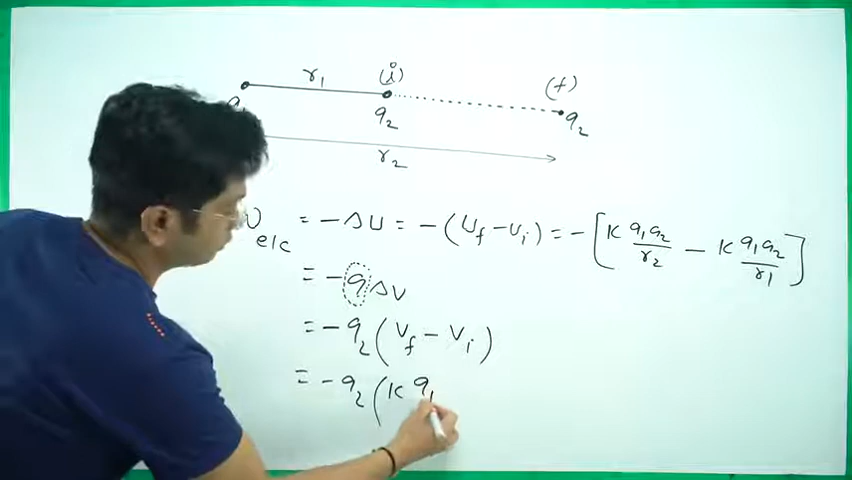 r₁ (i) (f)
q₂ q₂
r₂
elc = -ΔU = -(U_f - U_i) = -[K q₁q₂/r₂ - K q₁q₂/r₁]
= -q ΔV
= -q₂(V_f - V_i)
= -q₂(K q₁